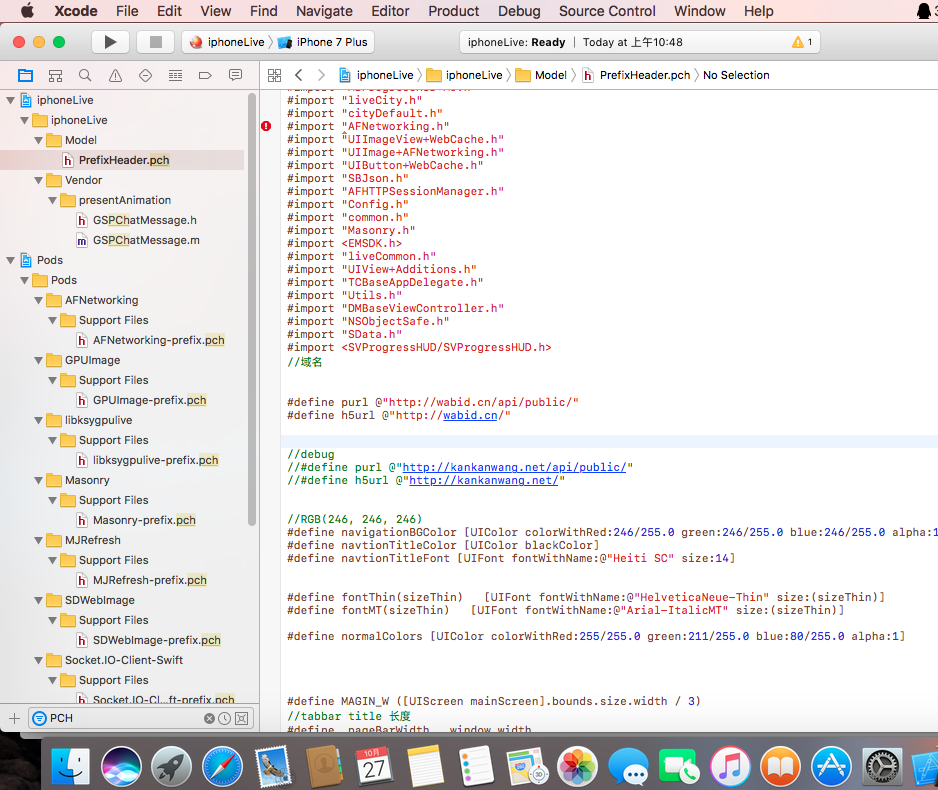 Xcode File Edit View Find Navigate Editor Product Debug Source Control Window Help
iphoneLive iPhone 7 Plus iphoneLive: Ready | Today at 上午10:48 1
iphoneLive iphoneLive Model PrefixHeader.pch No Selection
iphoneLive
iphoneLive
Model
PrefixHeader.pch
Vendor
presentAnimation
GSPChatMessage.h
GSPChatMessage.m
Pods
Pods
AFNetworking
Support Files
AFNetworking-prefix.pch
GPUImage
Support Files
GPUImage-prefix.pch
libksygpulive
Support Files
libksygpulive-prefix.pch
Masonry
Support Files
Masonry-prefix.pch
MJRefresh
Support Files
MJRefresh-prefix.pch
SDWebImage
Support Files
SDWebImage-prefix.pch
Socket.IO-Client-Swift
Support Files
Socket.IO-Cl...ft-prefix.pch
PCH
#import "liveCity.h"
#import "cityDefault.h"
#import "AFNetworking.h"
#import "UIImageView+WebCache.h"
#import "UIImage+AFNetworking.h"
#import "UIButton+WebCache.h"
#import "SBJson.h"
#import "AFHTTPSessionManager.h"
#import "Config.h"
#import "common.h"
#import "Masonry.h"
#import <EMSDK.h>
#import "liveCommon.h"
#import "UIView+Additions.h"
#import "TCBaseAppDelegate.h"
#import "Utils.h"
#import "DMBaseViewController.h"
#import "NSObjectSafe.h"
#import "SData.h"
#import <SVProgressHUD/SVProgressHUD.h>
//域名
#define purl @"http://wabid.cn/api/public/"
#define h5url @"http://wabid.cn/"
//debug
//#define purl @"http://kankanwang.net/api/public/"
//#define h5url @"http://kankanwang.net/"
//RGB(246, 246, 246)
#define navigationBGColor [UIColor colorWithRed:246/255.0 green:246/255.0 blue:246/255.0 alpha:1
#define navtionTitleColor [UIColor blackColor]
#define navtionTitleFont [UIFont fontWithName:@"Heiti SC" size:14]
#define fontThin(sizeThin) [UIFont fontWithName:@"HelveticaNeue-Thin" size:(sizeThin)]
#define fontMT(sizeThin) [UIFont fontWithName:@"Arial-ItalicMT" size:(sizeThin)]
#define normalColors [UIColor colorWithRed:255/255.0 green:211/255.0 blue:80/255.0 alpha:1]
#define MAGIN_W ([UIScreen mainScreen].bounds.size.width / 3)
//tabbar title 长度
#define _pageBarWidth _window_width
10月
27